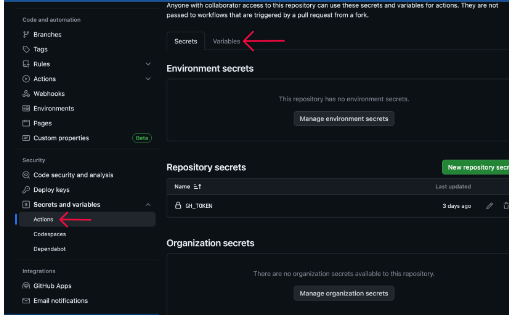 Anyone with collaborator access to this repository can use these secrets and variables for actions. They are not
passed to workflows that are triggered by a pull request from a fork.
Code and automation
Branches
Tags
Rules
Actions
Webhooks
Environments
Pages
Custom properties
Beta
Security
Code security and analysis
Deploy keys
Secrets and variables
Actions
Codespaces
Dependabot
Integrations
GitHub Apps
Email notifications
Secrets
Variables
Environment secrets
This repository has no environment secrets.
Manage environment secrets
Repository secrets
New repository secr
Name
Last updated
GH_TOKEN
3 days ago
Organization secrets
There are no organization secrets available to this repository.
Manage organization secrets